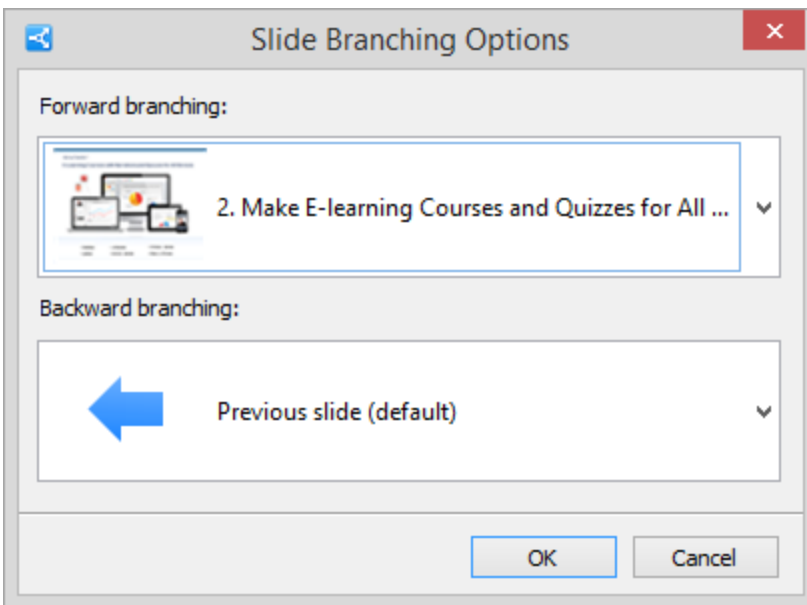 Slide Branching Options
Forward branching:
2. Make E-learning Courses and Quizzes for All ...
Backward branching:
Previous slide (default)
OK Cancel